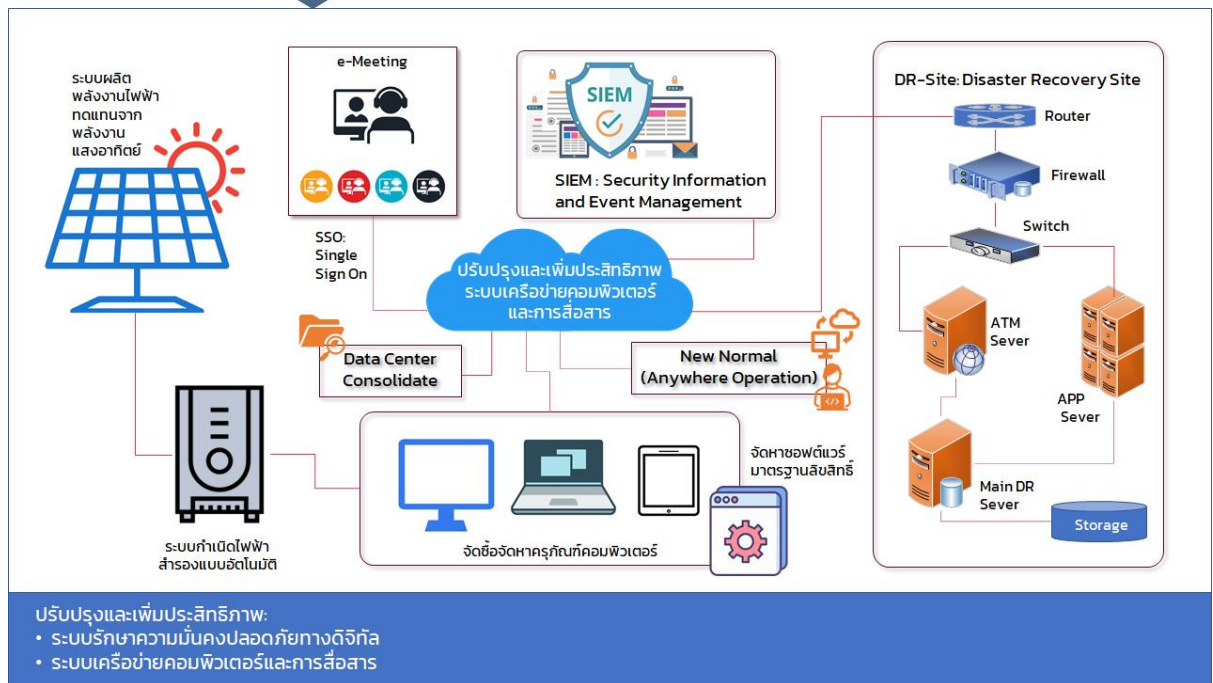 ระบบผลิต
พลังงานไฟฟ้า
ทดแทนจาก
พลังงาน
แสงอาทิตย์
e-Meeting
SSO:
Single
Sign On
SIEM
SIEM : Security Information
and Event Management
ปรับปรุงและเพิ่มประสิทธิภาพ
ระบบเครือข่ายคอมพิวเตอร์
และการสื่อสาร
Data Center
Consolidate
New Normal
(Anywhere Operation)
</>
ระบบกำเนิดไฟฟ้า
สำรองแบบอัตโนมัติ
จัดซื้อจัดหาครุภัณฑ์คอมพิวเตอร์
จัดหาซอฟต์แวร์
มาตรฐานลิขสิทธิ์
DR-Site: Disaster Recovery Site
Router
Firewall
Switch
ATM
Sever
APP
Sever
Main DR
Sever
Storage
ปรับปรุงและเพิ่มประสิทธิภาพ:
• ระบบรักษาความมั่นคงปลอดภัยทางดิจิทัล
• ระบบเครือข่ายคอมพิวเตอร์และการสื่อสาร